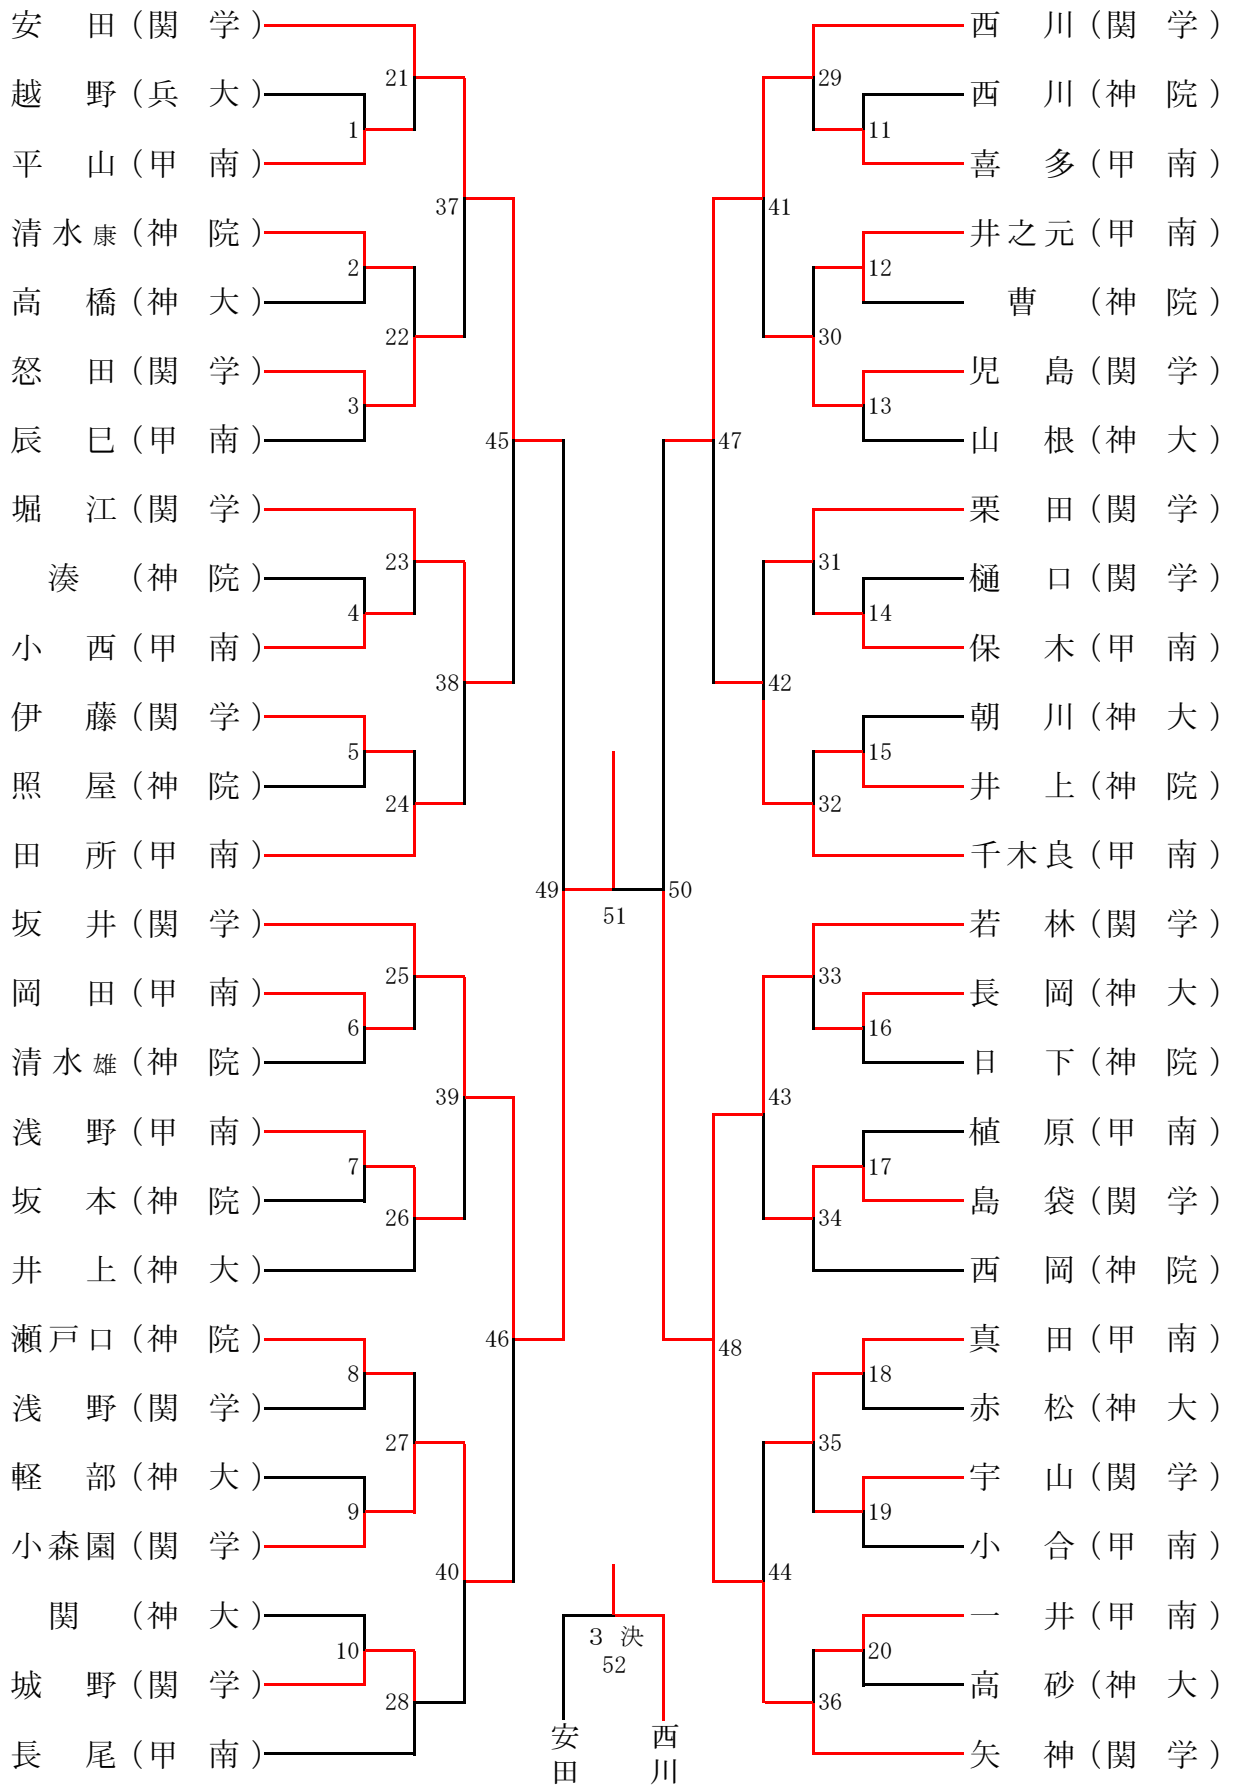 安 田 (関 学)
越 野 (兵 大)
平 山 (甲 南)
清水康 (神 院)
高 橋 (神 大)
怒 田 (関 学)
辰 巳 (甲 南)
堀 江 (関 学)
湊 (神 院)
小 西 (甲 南)
伊 藤 (関 学)
照 屋 (神 院)
田 所 (甲 南)
坂 井 (関 学)
岡 田 (甲 南)
清水雄 (神 院)
浅 野 (甲 南)
坂 本 (神 院)
井 上 (神 大)
瀬戸口 (神 院)
浅 野 (関 学)
軽 部 (神 大)
小森園 (関 学)
関 (神 大)
城 野 (関 学)
長 尾 (甲 南)
1
2
3
4
5
6
7
8
9
10
21
22
23
24
25
26
27
28
37
38
39
40
45
46
49
51
50
3 決
52
安田
西川
47
48
41
42
43
44
29
30
31
32
33
34
35
36
11
12
13
14
15
16
17
18
19
20
西 川 (関 学)
西 川 (神 院)
喜 多 (甲 南)
井之元 (甲 南)
曹 (神 院)
児 島 (関 学)
山 根 (神 大)
栗 田 (関 学)
樋 口 (関 学)
保 木 (甲 南)
朝 川 (神 大)
井 上 (神 院)
千木良 (甲 南)
若 林 (関 学)
長 岡 (神 大)
日 下 (神 院)
植 原 (甲 南)
島 袋 (関 学)
西 岡 (神 院)
真 田 (甲 南)
赤 松 (神 大)
宇 山 (関 学)
小 合 (甲 南)
一 井 (甲 南)
高 砂 (神 大)
矢 神 (関 学)